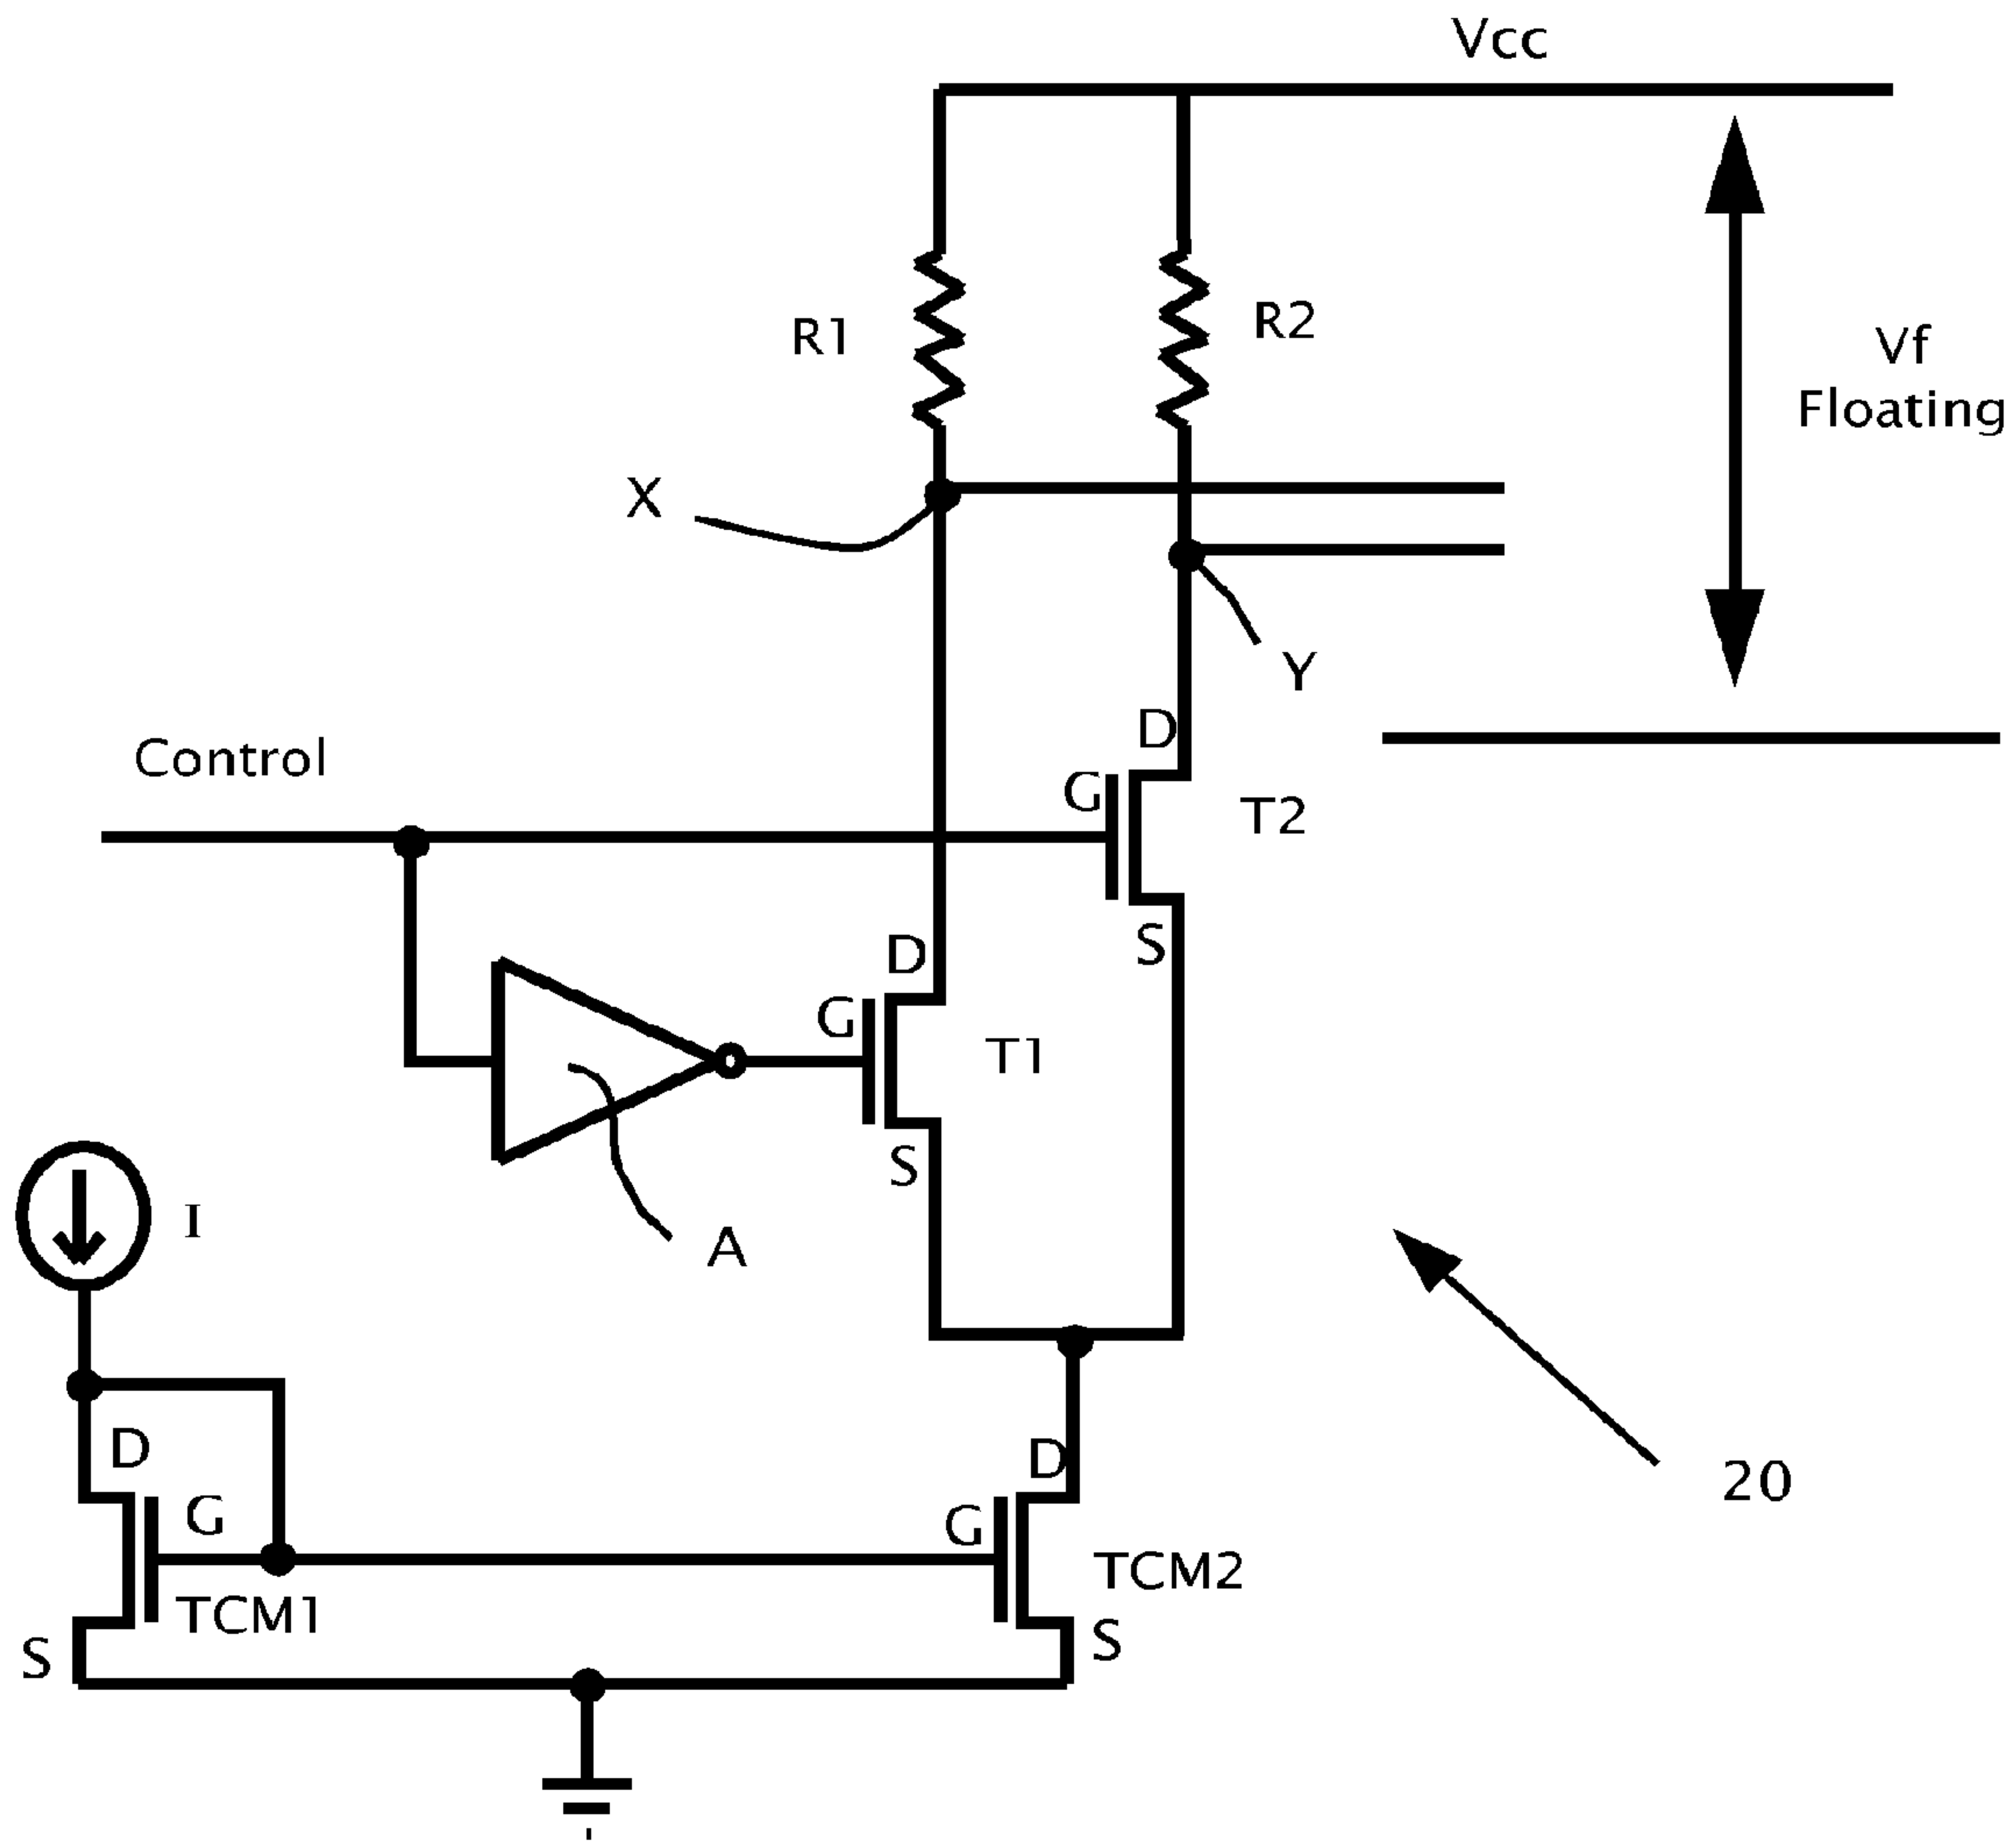 Vcc
R1
R2
Vf
Floating
X
Y
D
Control
G
T2
D
S
G
T1
S
I
A
D
D
20
G
G
TCM2
TCM1
S
S